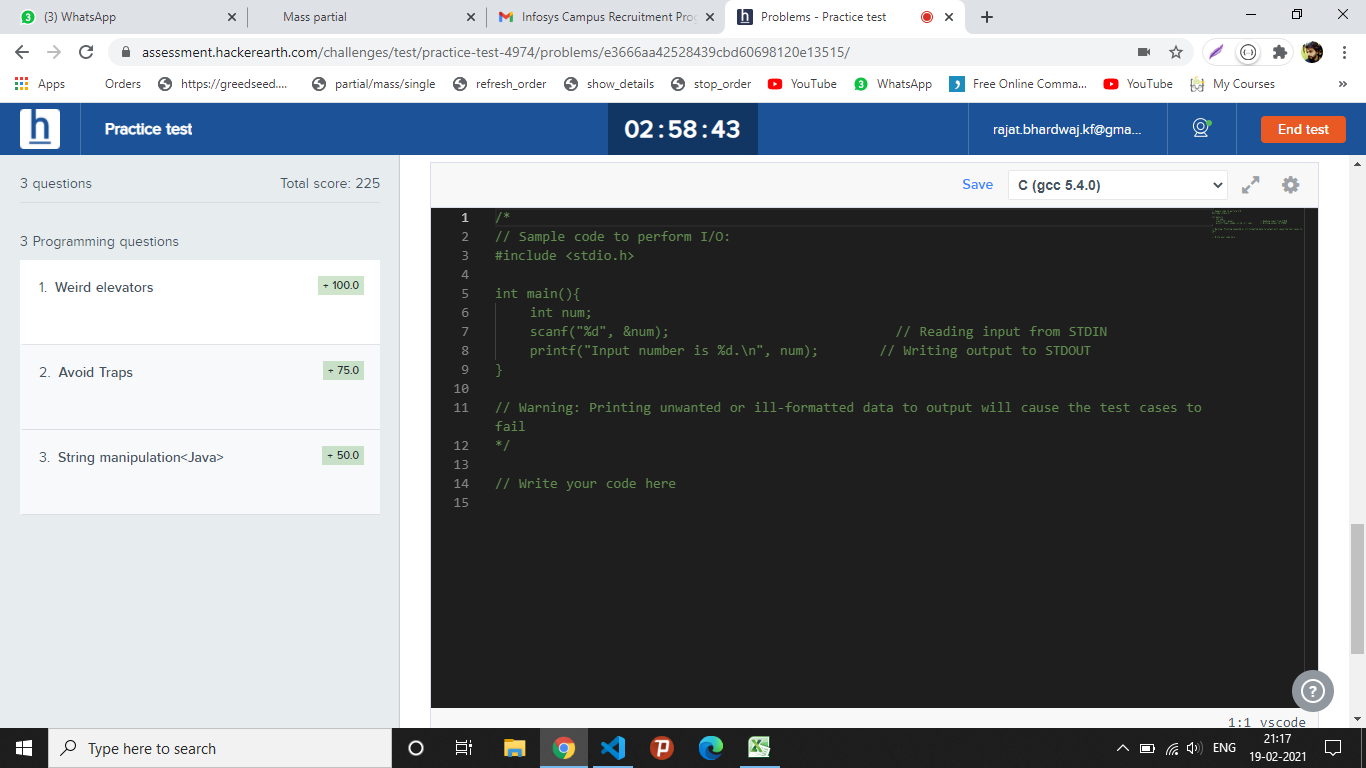 (3) WhatsApp
Mass partial
Infosys Campus Recruitment Pro
Problems - Practice test
assessment.hackerearth.com/challenges/test/practice-test-4974/problems/e3666aa42528439cbd60698120e13515/
Apps
Orders
https://greedseed....
partial/mass/single
refresh_order
show_details
stop_order
YouTube
3
WhatsApp
Free Online Comma...
YouTube
My Courses
»
h
Practice test
02:58:43
rajat.bhardwaj.kf@gma...
End test
3 questions
Total score: 225
3 Programming questions
1. Weird elevators
+ 100.0
2. Avoid Traps
+ 75.0
3. String manipulation<Java>
+ 50.0
Save
C (gcc 5.4.0)
1 /*
2 // Sample code to perform I/O:
3 #include <stdio.h>
4
5 int main(){
6 int num;
7 scanf("%d", &num); // Reading input from STDIN
8 printf("Input number is %d.\n", num); // Writing output to STDOUT
9 }
10
11 // Warning: Printing unwanted or ill-formatted data to output will cause the test cases to
fail
12 */
13
14 // Write your code here
15
?
1:1 vscode
Type here to search
ENG
21:17
19-02-2021